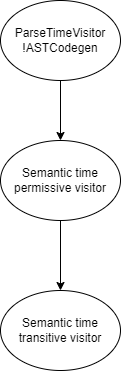 ParseTimeVisitor
!ASTCodegen
Semantic time
permissive visitor
Semantic time
transitive visitor